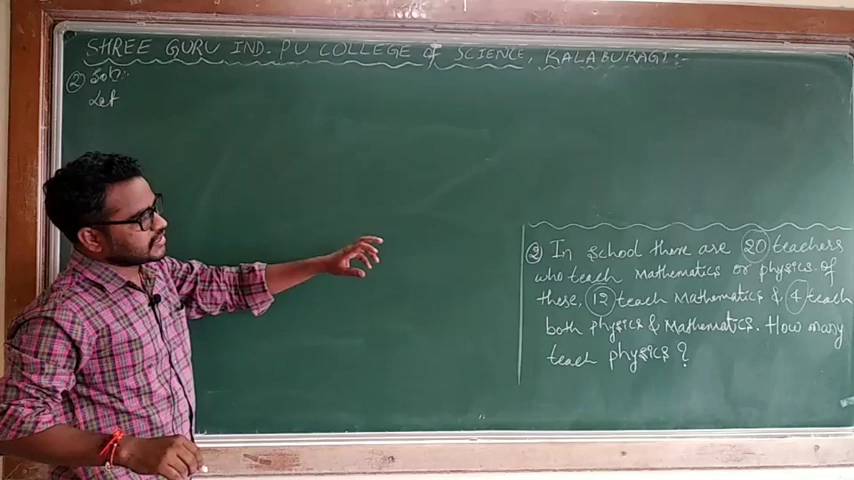 SHREE GURU IND. PU COLLEGE of SCIENCE, KALABURAGI :-
② Sol:-
Let
② In school there are 20 teachers
who teach Mathematics or physics. of
these, 12 teach Mathematics & 4 teach
both physics & Mathematics. How many
teach physics ?